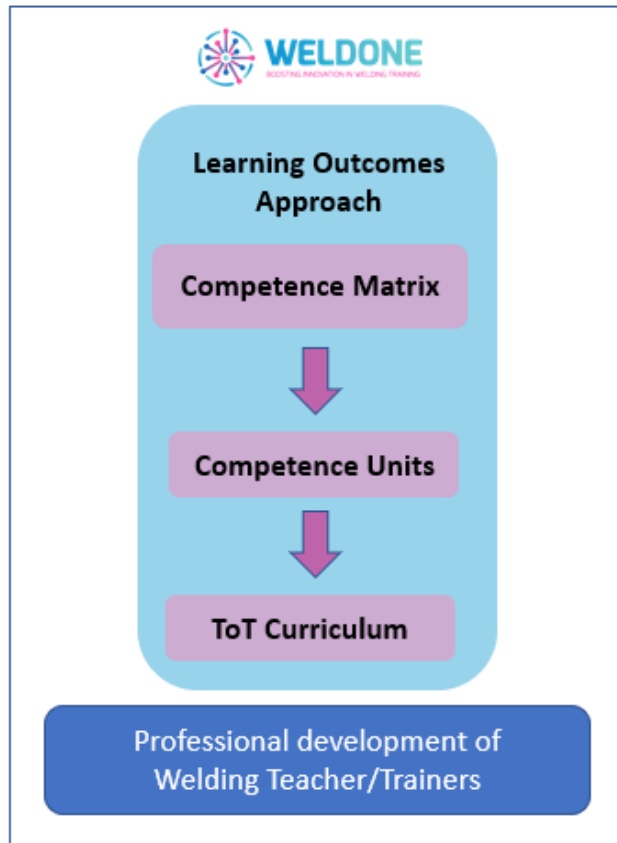 WELDONE
BOOSTING INNOVATION IN WELDING TRAINING
Learning Outcomes
Approach
Competence Matrix
Competence Units
ToT Curriculum
Professional development of
Welding Teacher/Trainers